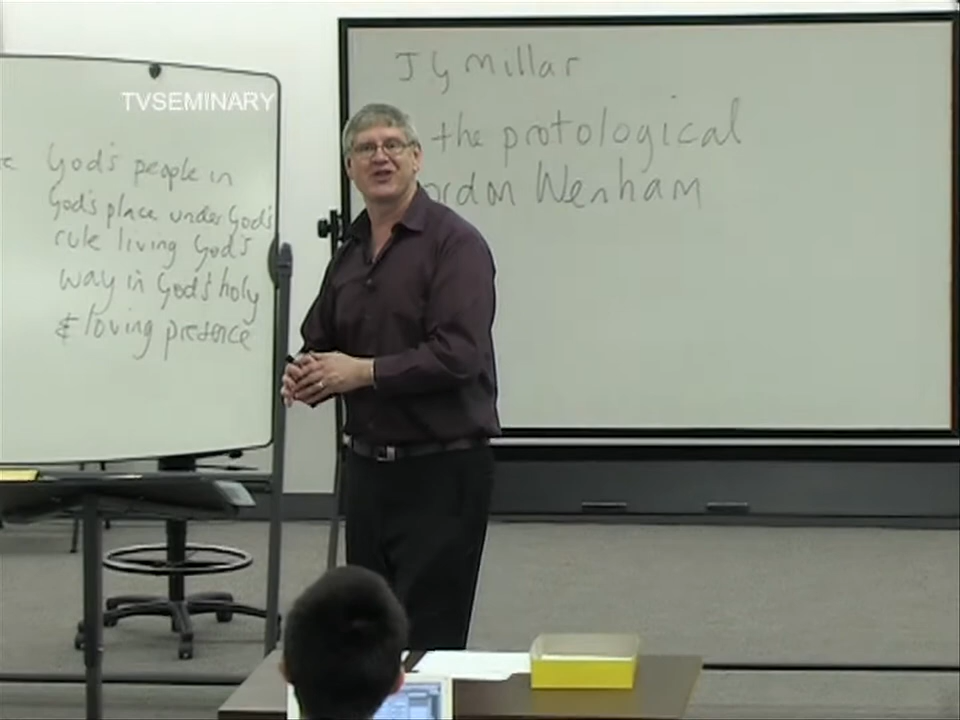 TVSEMINARY
God's people in
God's place under God's
rule living God's
way in God's holy
& loving presence
J G Millar
the protological
Wenham